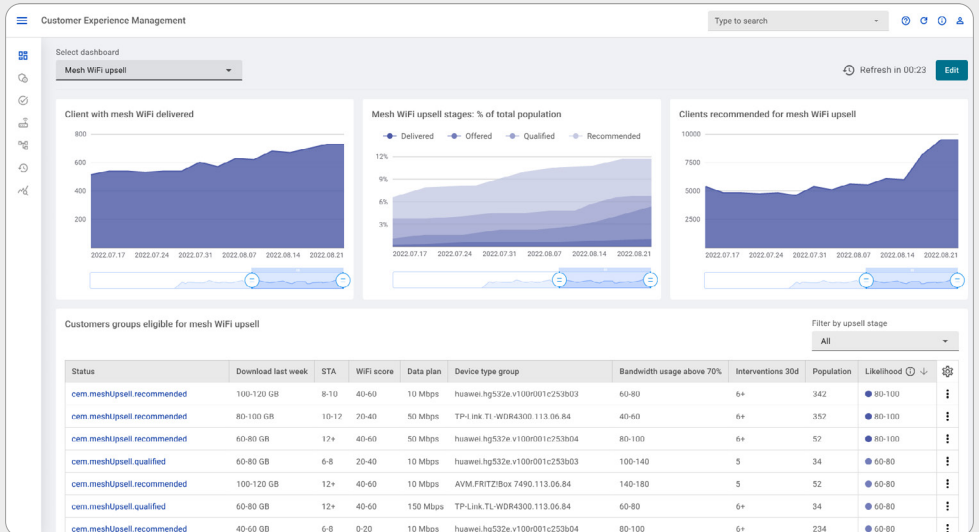 Customer Experience Management
Type to search
Select dashboard
Mesh WiFi upsell
Refresh in 00:23
Edit
Client with mesh WiFi delivered
800
600
400
200
2022.07.17 2022.07.24 2022.07.31 2022.08.07 2022.08.14 2022.08.21
Mesh WiFi upsell stages: % of total population
Delivered Offered Qualified Recommended
12%
9%
6%
3%
2022.07.17 2022.07.24 2022.07.31 2022.08.07 2022.08.14 2022.08.21
Clients recommended for mesh WiFi upsell
10000
7500
5000
2500
2022.07.17 2022.07.24 2022.07.31 2022.08.07 2022.08.14 2022.08.21
Customers groups eligible for mesh WiFi upsell
Filter by upsell stage
All
Status Download last week STA WiFi score Data plan Device type group Bandwidth usage above 70% Interventions 30d Population Likelihood
cem.meshUpsell.recommended 100-120 GB 8-10 40-60 10 Mbps huawei.hg532e.v100r001c253b03 60-80 6+ 342 80-100
cem.meshUpsell.recommended 80-100 GB 10-12 20-40 50 Mbps TP-Link.TL-WDR4300.113.06.84 40-60 6+ 352 80-100
cem.meshUpsell.recommended 60-80 GB 12+ 40-60 50 Mbps huawei.hg532e.v100r001c253b04 80-100 6+ 52 80-100
cem.meshUpsell.qualified 60-80 GB 6-8 20-40 10 Mbps huawei.hg532e.v100r001c253b03 100-140 5 34 60-80
cem.meshUpsell.recommended 100-120 GB 12+ 40-60 10 Mbps AVM.FRITZ!Box 7490.113.06.84 140-180 5 52 60-80
cem.meshUpsell.qualified 60-80 GB 12+ 40-60 150 Mbps TP-Link.TL-WDR4300.113.06.84 60-80 6+ 34 60-80
cem.meshUpsell.recommended 40-60 GB 6-8 0-20 10 Mbps huawei.hg532e.v100r001c253b04 80-100 6+ 234 60-80